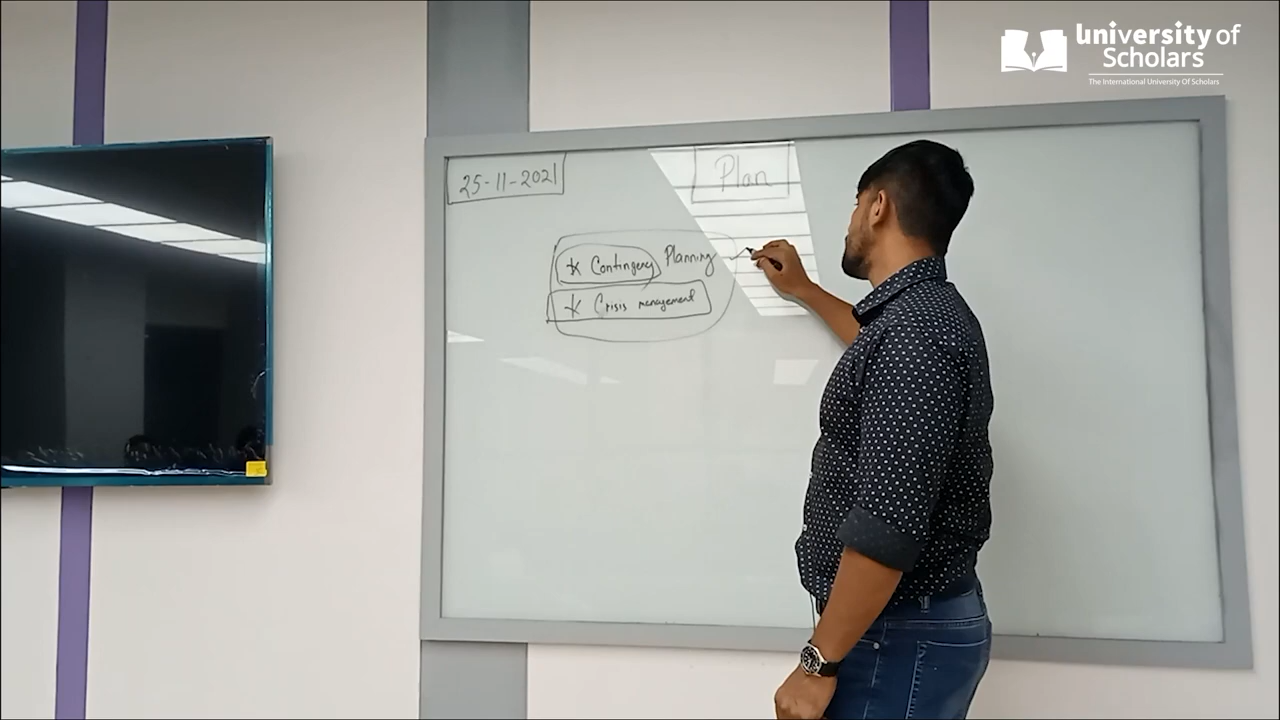 University of
Scholars
The International University Of Scholars
25-11-2021
Plan
* Contingency Planning
* Crisis management